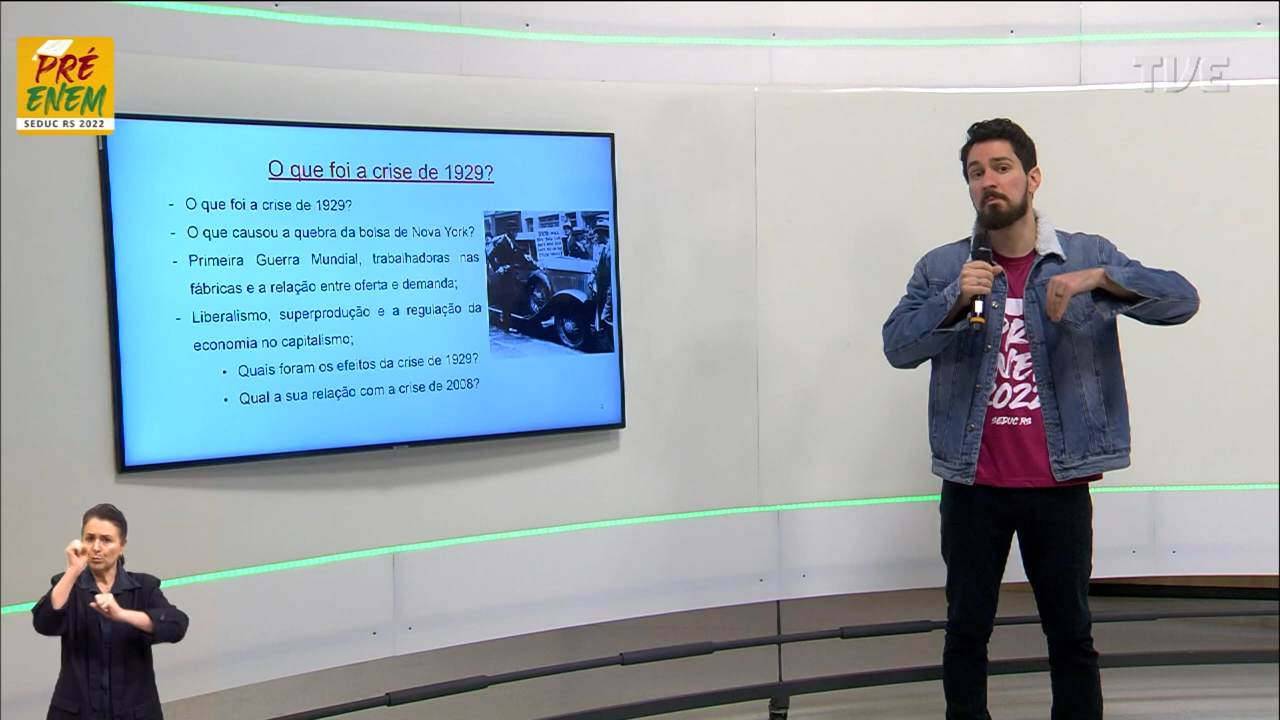 PRÉ
ENEM
SEDUC RS 2022
TVE
O que foi a crise de 1929?
- O que foi a crise de 1929?
- O que causou a quebra da bolsa de Nova York?
- Primeira Guerra Mundial, trabalhadoras nas
fábricas e a relação entre oferta e demanda;
- Liberalismo, superprodução e a regulação da
economia no capitalismo;
• Quais foram os efeitos da crise de 1929?
• Qual a sua relação com a crise de 2008?
2022
SEDUC RS